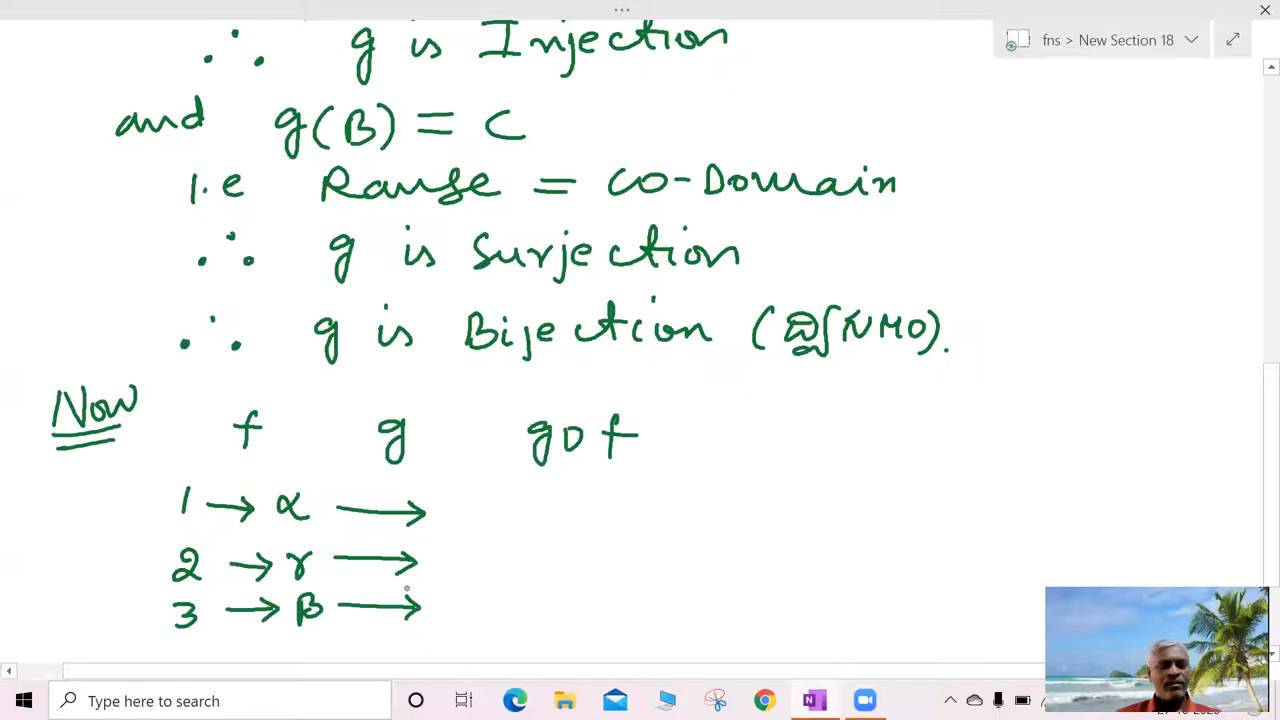 fns > New Section 18
∴ g is Injection
and g(B) = C
i.e Range = co-Domain
∴ g is Surjection
∴ g is Bijection
Now f g gof
1 → α →
2 → γ →
3 → β →
Type here to search